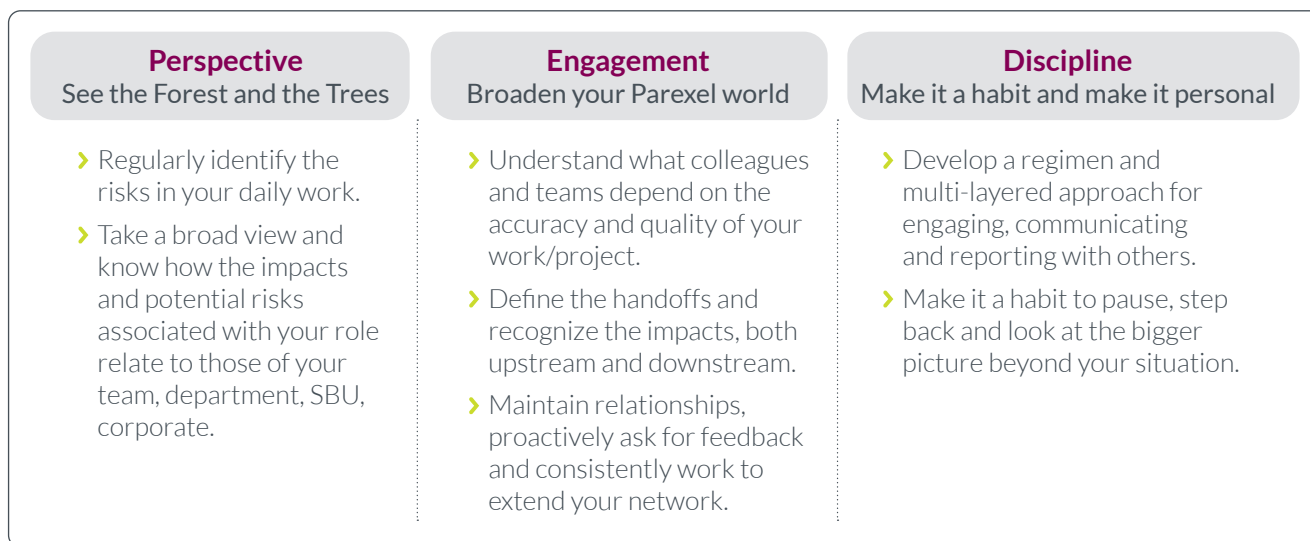 Perspective
See the Forest and the Trees
Regularly identify the
risks in your daily work.
Take a broad view and
know how the impacts
and potential risks
associated with your role
relate to those of your
team, department, SBU,
corporate.
Engagement
Broaden your Parexel world
Understand what colleagues
and teams depend on the
accuracy and quality of your
work/project.
Define the handoffs and
recognize the impacts, both
upstream and downstream.
Maintain relationships,
proactively ask for feedback
and consistently work to
extend your network.
Discipline
Make it a habit and make it personal
Develop a regimen and
multi-layered approach for
engaging, communicating
and reporting with others.
Make it a habit to pause, step
back and look at the bigger
picture beyond your situation.